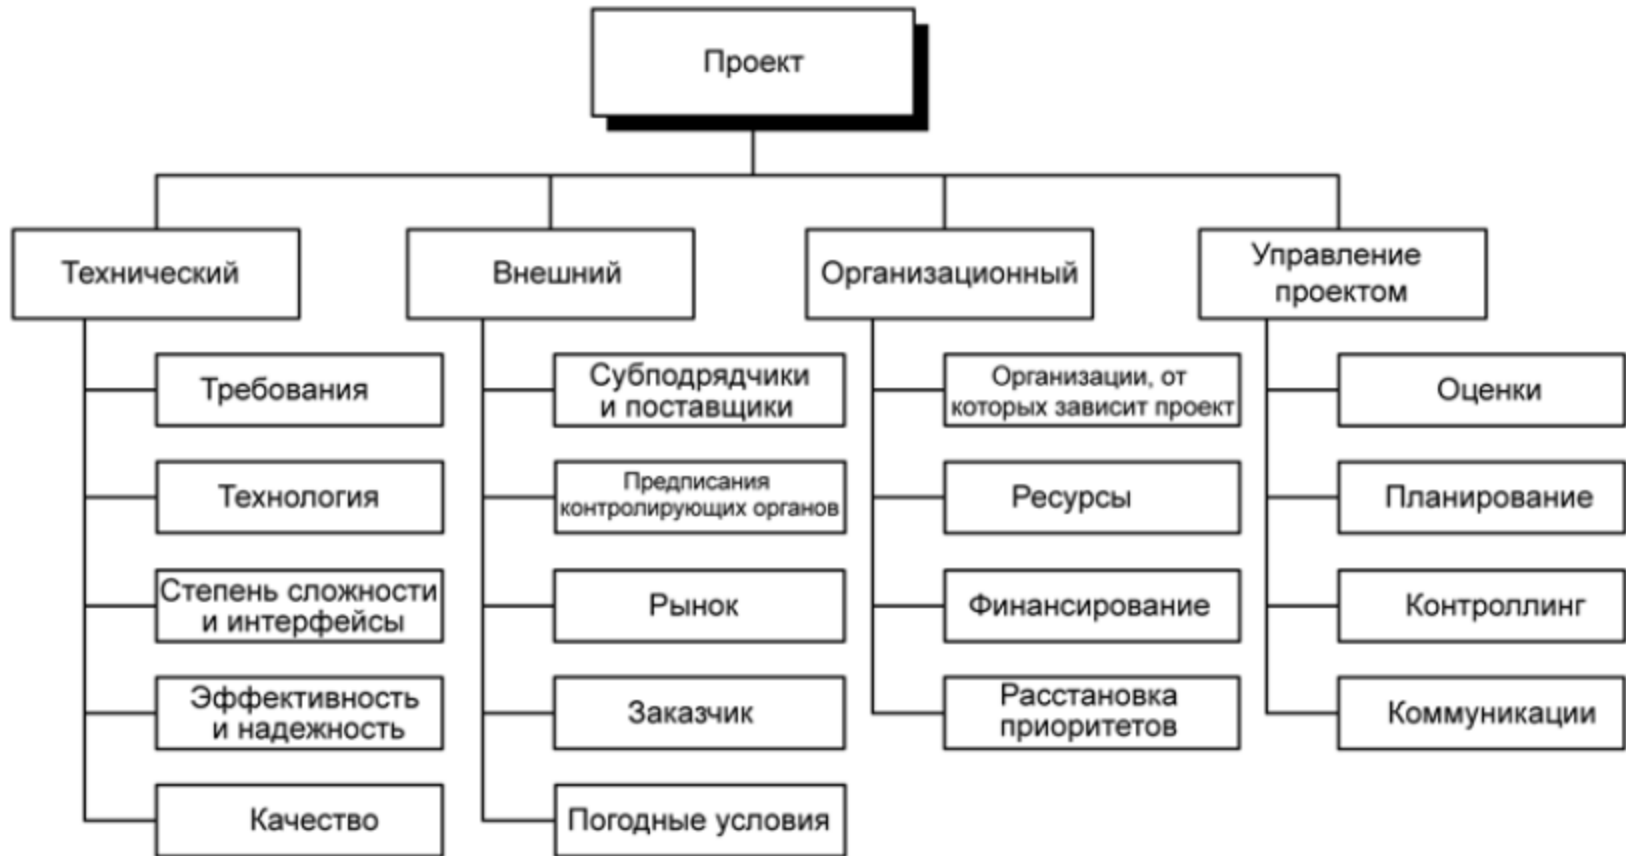 Проект
Технический
Внешний
Организационный
Управление
проектом
Требования
Технология
Степень сложности
и интерфейсы
Эффективность
и надежность
Качество
Субподрядчики
и поставщики
Предписания
контролирующих органов
Рынок
Заказчик
Погодные условия
Организации, от
которых зависит проект
Ресурсы
Финансирование
Расстановка
приоритетов
Оценки
Планирование
Контроллинг
Коммуникации